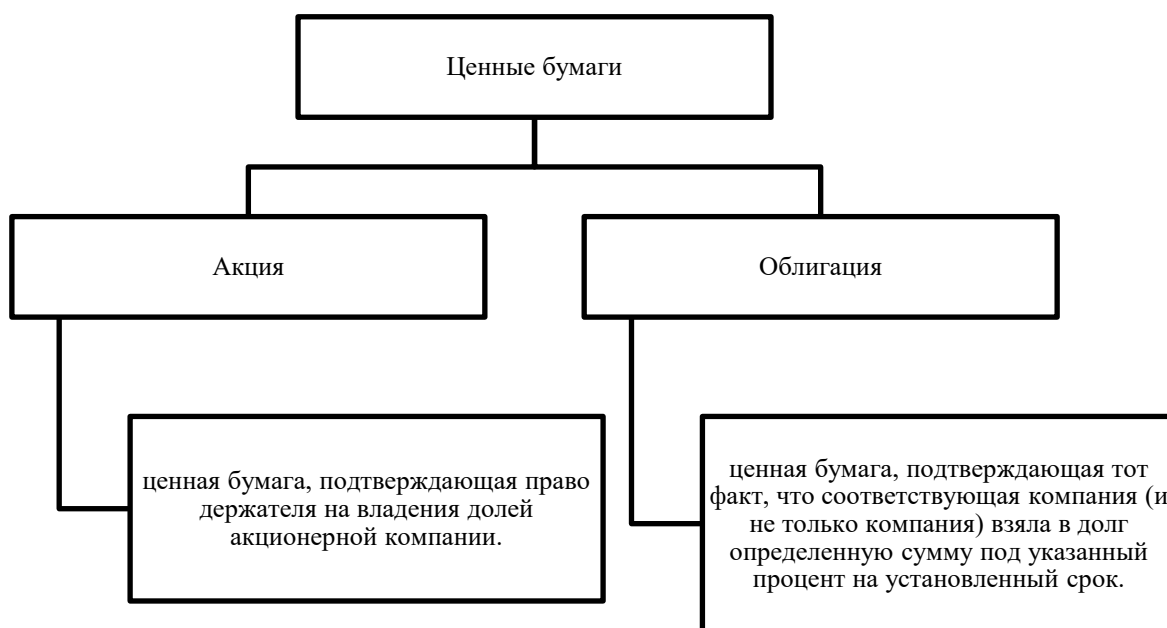 Ценные бумаги
Акция
Облигация
ценная бумага, подтверждающая право
держателя на владения долей
акционерной компании.
ценная бумага, подтверждающая тот
факт, что соответствующая компания (и
не только компания) взяла в долг
определенную сумму под указанный
процент на установленный срок.